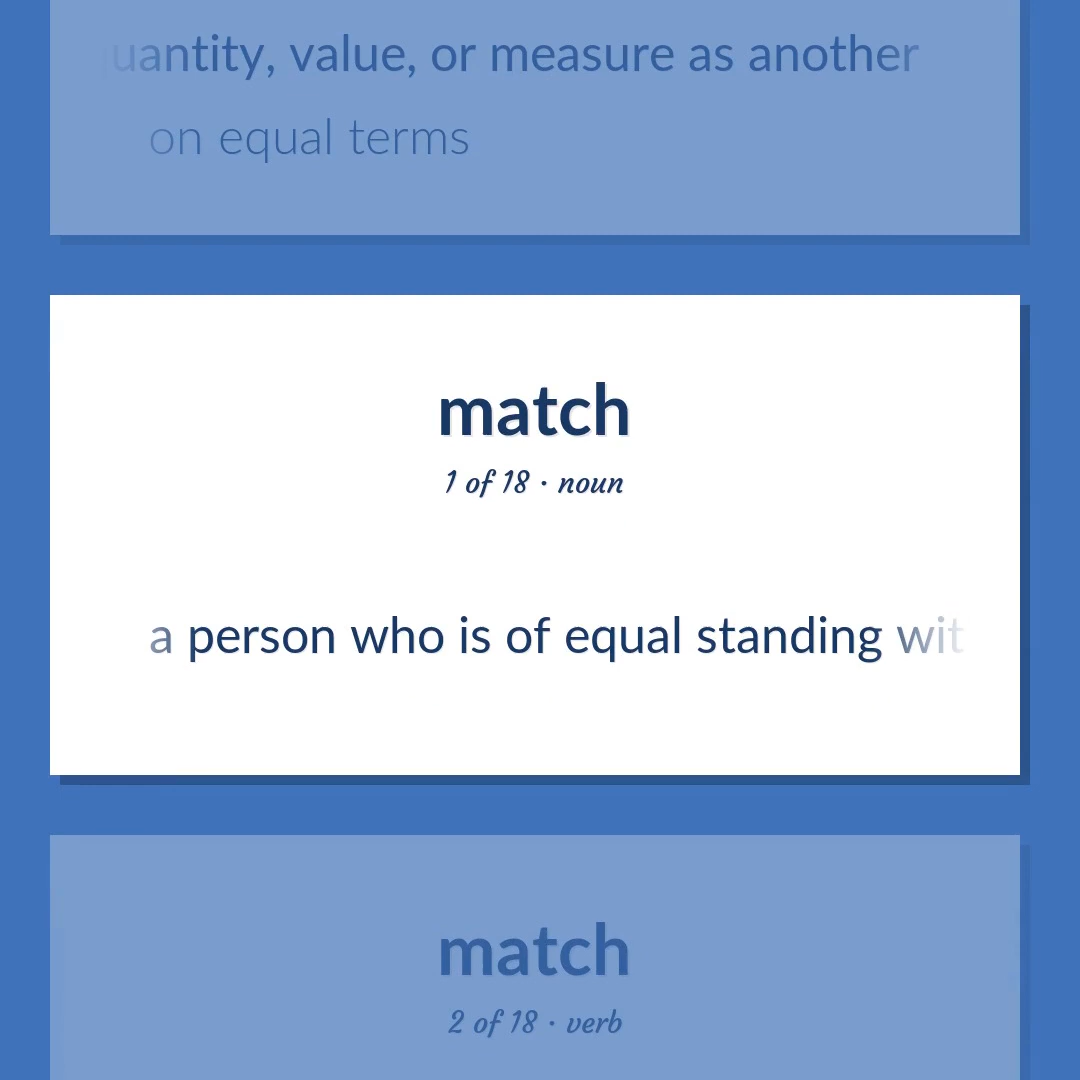 uantity, value, or measure as another
on equal terms
match
1 of 18 · noun
a person who is of equal standing wit
match
2 of 18 · verb